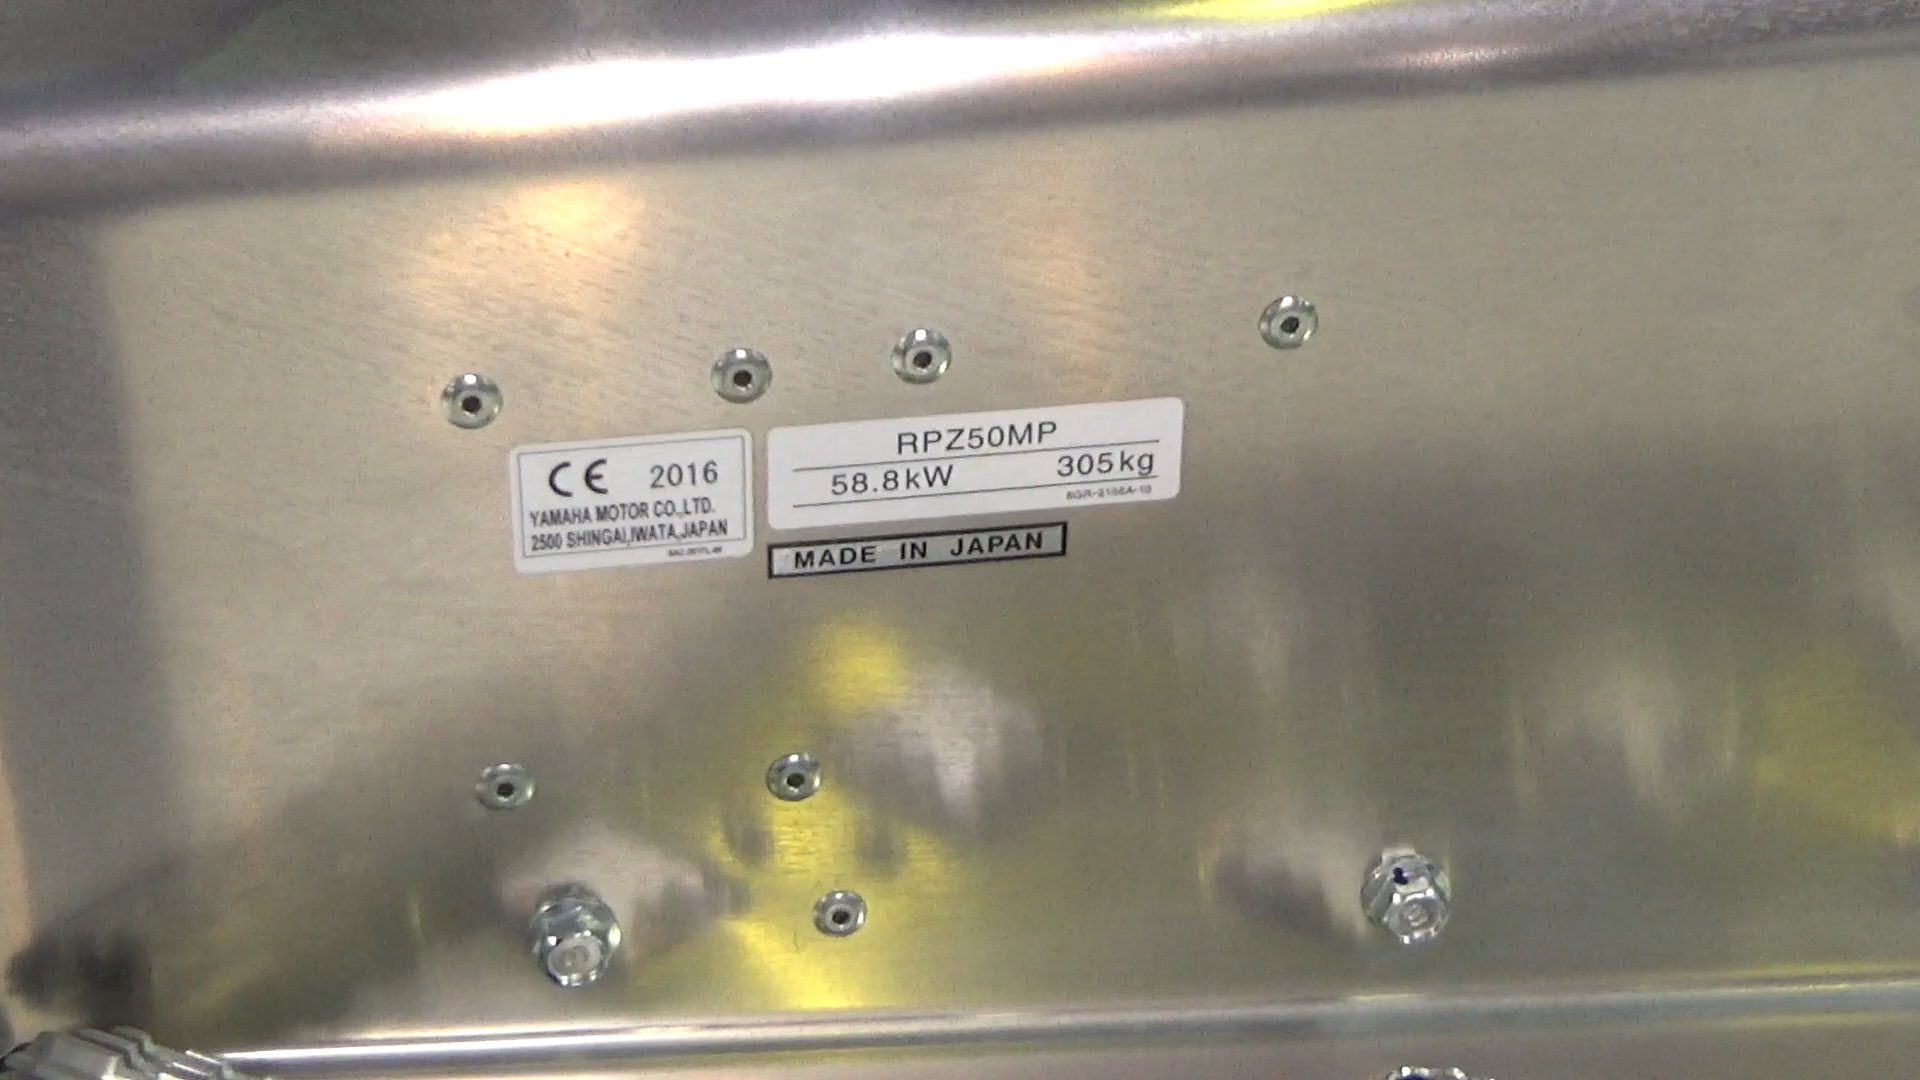 CE 2016
YAMAHA MOTOR CO.,LTD.
2500 SHINGAI,IWATA,JAPAN
RPZ50MP
58.8kW 305kg
MADE IN JAPAN